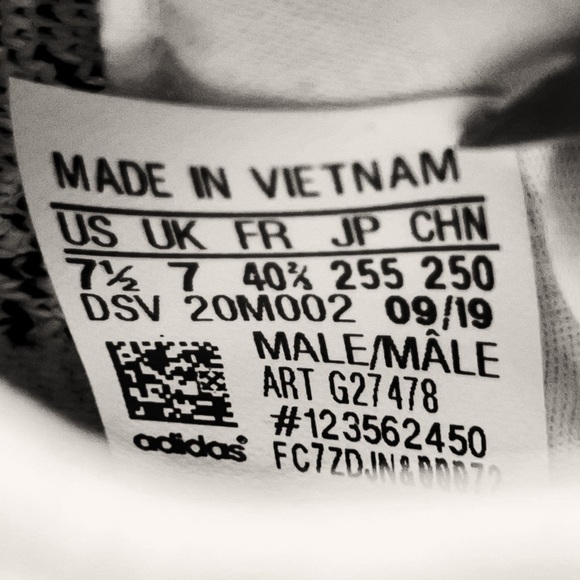 MADE IN VIETNAM
US UK FR JP CHN
7½ 7 40⅔ 255 250
DSV 20M002 09/19
MALE/MÂLE
ART G27478
#123562450
adidas